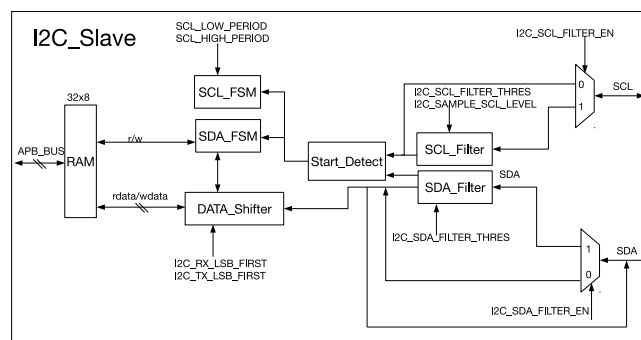 I2C_Slave
SCL_LOW_PERIOD
SCL_HIGH_PERIOD
I2C_SCL_FILTER_EN
SCL_FSM
I2C_SCL_FILTER_THRES
I2C_SAMPLE_SCL_LEVEL
0
1
SCL
32x8
RAM
APB_BUS
r/w
SDA_FSM
Start_Detect
SCL_Filter
SDA
SDA_Filter
rdata/wdata
DATA_Shifter
I2C_SDA_FILTER_THRES
I2C_RX_LSB_FIRST
I2C_TX_LSB_FIRST
1
0
SDA
I2C_SDA_FILTER_EN